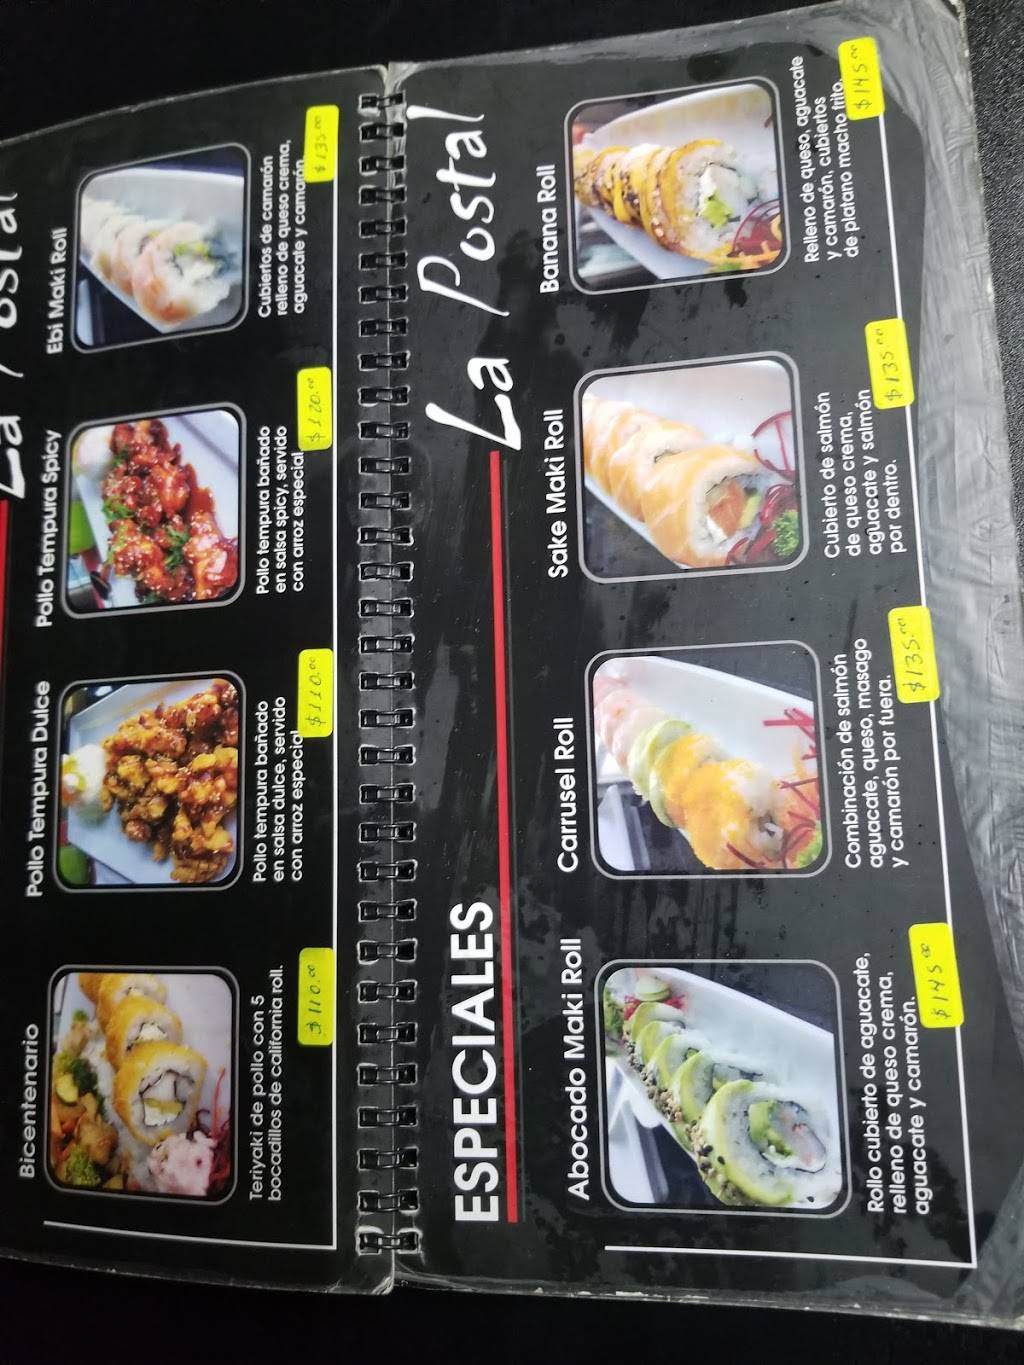 La Postal
Bicentenario
Teriyaki de pollo con 5
bocadillos de california roll.
$110.00
Pollo Tempura Dulce
Pollo tempura bañado
en salsa dulce, servido
con arroz especial
$110.00
Pollo Tempura Spicy
Pollo tempura bañado
en salsa spicy, servido
con arroz especial
$120.00
Ebi Maki Roll
Cubiertos de camarón
relleno de queso crema,
aguacate y camarón
$135.00
ESPECIALES
La Postal
Abocado Maki Roll
Rollo cubierto de aguacate,
relleno de queso crema,
aguacate y camarón.
$145.00
Carrusel Roll
Combinación de salmón
aguacate, queso, masago
y camarón por fuera.
$135.00
Sake Maki Roll
Cubierto de salmón
de queso crema,
aguacate y salmón
por dentro.
$135.00
Banana Roll
Relleno de queso, aguacate
y camarón, cubiertos
de platano macho frito.
$145.00